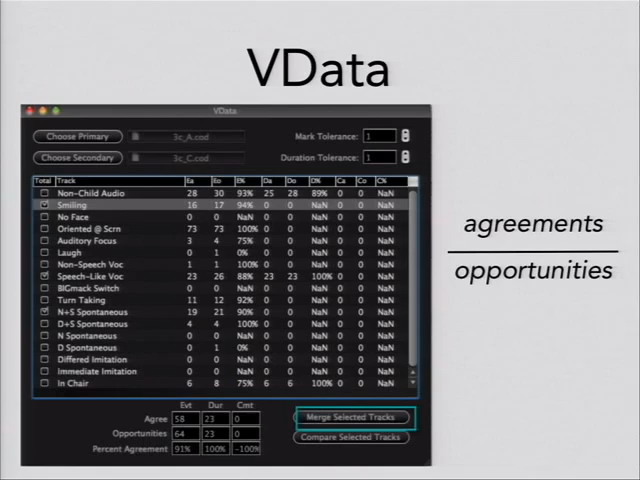 VData
VData
Choose Primary 3c_A.cod Mark Tolerance: 1
Choose Secondary 3c_C.cod Duration Tolerance: 1
Total Track Ea Eo E% Da Do D% Ca Co C%
Non-Child Audio 28 30 93% 25 28 89% 0 0 NaN
Smiling 16 17 94% 0 0 NaN 0 0 NaN
No Face 0 0 NaN 0 0 NaN 0 0 NaN
Oriented @ Scrn 73 73 100% 0 0 NaN 0 0 NaN
Auditory Focus 3 4 75% 0 0 NaN 0 0 NaN
Laugh 0 1 0% 0 0 NaN 0 0 NaN
Non-Speech Voc 1 1 100% 0 0 NaN 0 0 NaN
Speech-Like Voc 23 26 88% 23 23 100% 0 0 NaN
BIGmack Switch 0 0 NaN 0 0 NaN 0 0 NaN
Turn Taking 11 12 92% 0 0 NaN 0 0 NaN
N+S Spontaneous 19 21 90% 0 0 NaN 0 0 NaN
D+S Spontaneous 4 4 100% 0 0 NaN 0 0 NaN
N Spontaneous 0 0 NaN 0 0 NaN 0 0 NaN
D Spontaneous 0 1 0% 0 0 NaN 0 0 NaN
Differed Imitation 0 0 NaN 0 0 NaN 0 0 NaN
Immediate Imitation 0 0 NaN 0 0 NaN 0 0 NaN
In Chair 6 8 75% 6 6 100% 0 0 NaN
Evt Dur Cmt
Agree 58 23 0
Opportunities 64 23 0
Percent Agreement 91% 100% -100%
Merge Selected Tracks
Compare Selected Tracks
agreements
opportunities